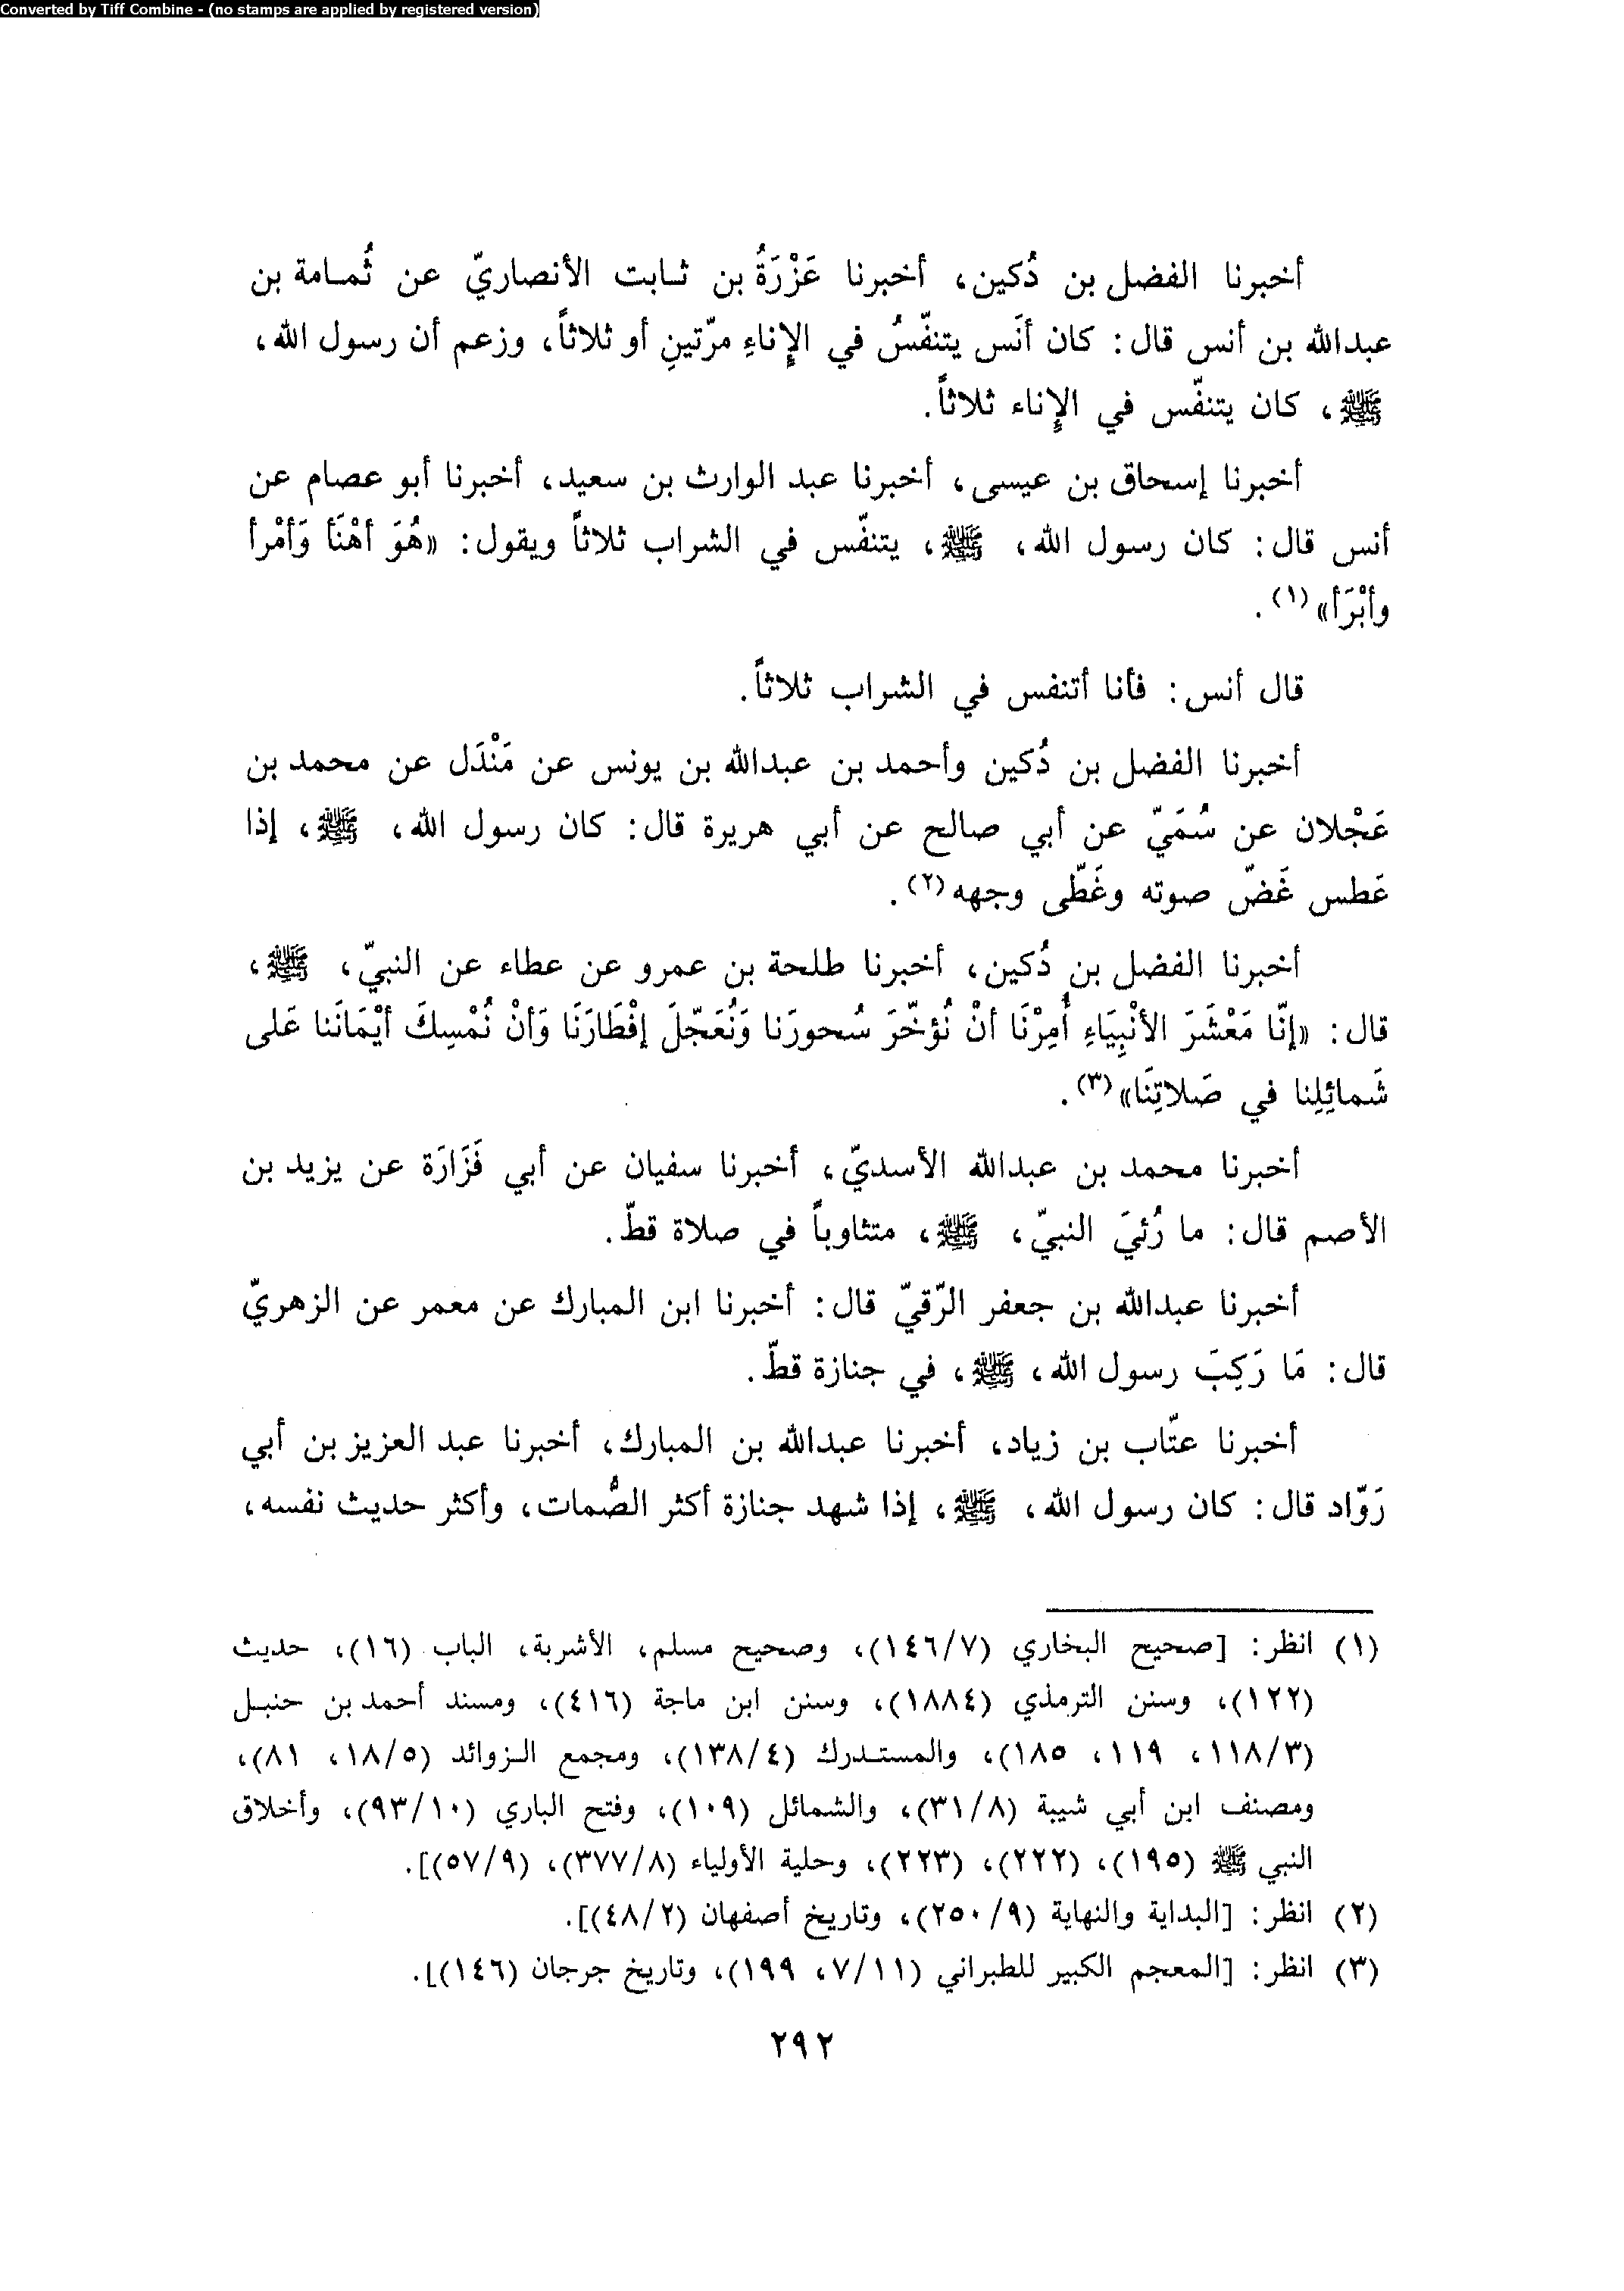 Converted by Tiff Combine - (no stamps are applied by registered version)
أخبرنا الفضل بن دُكين، أخبرنا عَزْرَةُ بن ثابت الأنصاريّ عن ثُمامة بن
عبدالله بن أنس قال: كان أنَس يتنفّسُ في الإناءِ مرّتينِ أو ثلاثاً، وزعم أن رسول الله،
ﷺ، كان يتنفّس في الإناء ثلاثاً.
أخبرنا إسحاق بن عيسى، أخبرنا عبد الوارث بن سعيد، أخبرنا أبو عصام عن
أنس قال: كان رسول الله، ﷺ، يتنفّس في الشراب ثلاثاً ويقول: «هُوَ أهْنَأ وَأمْرأ
وأبْرَأ»(١).
قال أنس: فأنا أتنفس في الشراب ثلاثاً.
أخبرنا الفضل بن دُكين وأحمد بن عبدالله بن يونس عن مَنْدَل عن محمد بن
عَجْلان عن سُمَيّ عن أبي صالح عن أبي هريرة قال: كان رسول الله، ﷺ، إذا
عَطس غَضّ صوته وغَطّى وجهه(٢).
أخبرنا الفضل بن دُكين، أخبرنا طلحة بن عمرو عن عطاء عن النبيّ، ﷺ،
قال: «إنّا مَعْشَرَ الأنْبِيَاءِ أُمِرْنَا أنْ نُؤخّرَ سُحورَنا وَنُعَجّلَ إفْطَارَنَا وَأنْ نُمْسِكَ أيْمَانَنا عَلى
شَمائِلِنا في صَلاتِنَا»(٣).
أخبرنا محمد بن عبدالله الأسديّ، أخبرنا سفيان عن أبي فَزَارَة عن يزيد بن
الأصم قال: ما رُئيَ النبيّ، ﷺ، متثاوباً في صلاة قطّ.
أخبرنا عبدالله بن جعفر الرّقيّ قال: أخبرنا ابن المبارك عن معمر عن الزهريّ
قال: مَا رَكِبَ رسول الله، ﷺ، في جنازة قطّ.
أخبرنا عتّاب بن زياد، أخبرنا عبدالله بن المبارك، أخبرنا عبد العزيز بن أبي
رَوّاد قال: كان رسول الله، ﷺ، إذا شهد جنازة أكثر الصُّمات، وأكثر حديث نفسه،
(١) انظر: [صحيح البخاري (١٤٦/٧)، وصحيح مسلم، الأشربة، الباب (١٦)، حديث
(١٢٢)، وسنن الترمذي (١٨٨٤)، وسنن ابن ماجة (٤١٦)، ومسند أحمد بن حنبل
(١١٨/٣، ١١٩، ١٨٥)، والمستدرك (١٣٨/٤)، ومجمع الزوائد (١٨/٥، ٨١)،
ومصنف ابن أبي شيبة (٣١/٨)، والشمائل (١٠٩)، وفتح الباري (٩٣/١٠)، وأخلاق
النبي ﷺ (١٩٥)، (٢٢٢)، (٢٢٣)، وحلية الأولياء (٣٧٧/٨)، (٥٧/٩)].
(٢) انظر: [البداية والنهاية (٢٥٠/٩)، وتاريخ أصفهان (٤٨/٢)].
(٣) انظر: [المعجم الكبير للطبراني (٧/١١، ١٩٩)، وتاريخ جرجان (١٤٦)].
٢٩٢